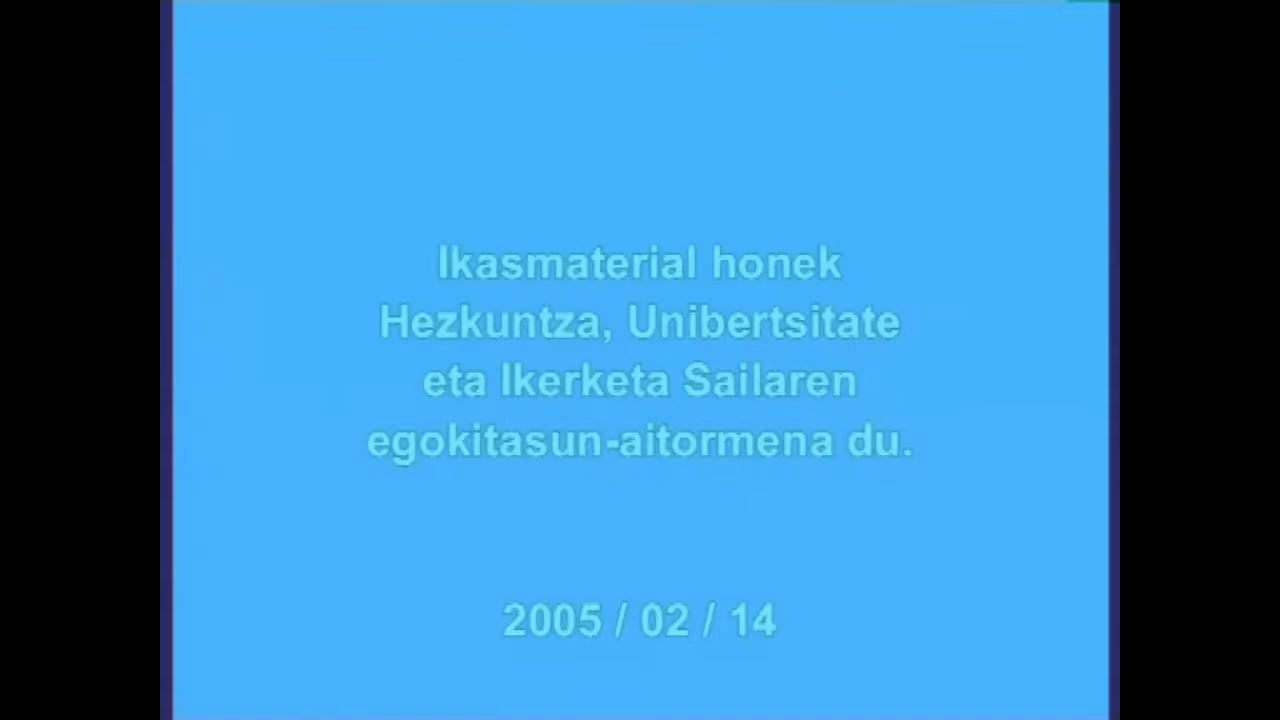 Ikasmaterial honek
Hezkuntza, Unibertsitate
eta Ikerketa Sailaren
egokitasun-aitormena du.
2005 / 02 / 14